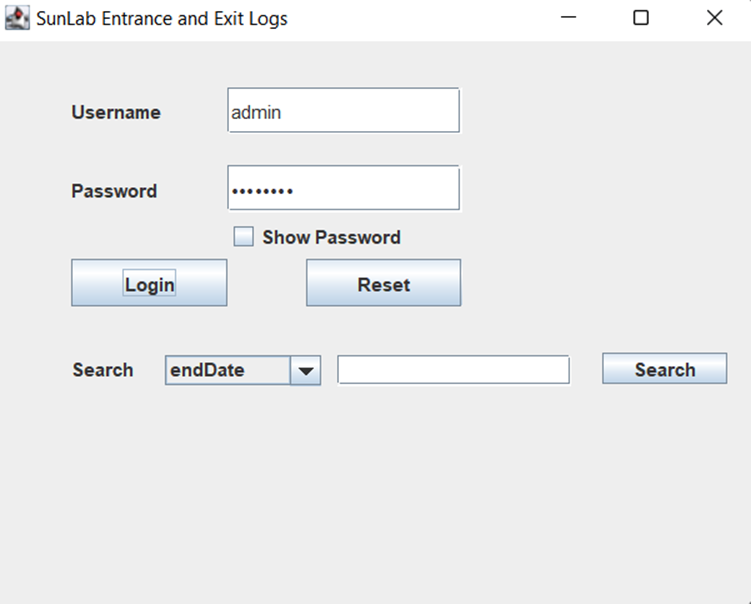 SunLab Entrance and Exit Logs
Username admin
Password ••••••••
Show Password
Login Reset
Search endDate Search